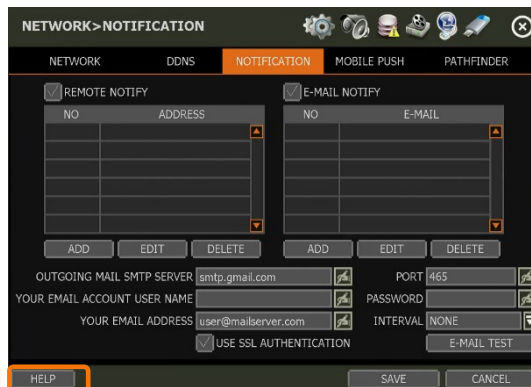 NETWORK>NOTIFICATION
NETWORK DDNS NOTIFICATION MOBILE PUSH PATHFINDER
REMOTE NOTIFY E-MAIL NOTIFY
NO ADDRESS NO E-MAIL
ADD EDIT DELETE ADD EDIT DELETE
OUTGOING MAIL SMTP SERVER smtp.gmail.com PORT 465
YOUR EMAIL ACCOUNT USER NAME PASSWORD
YOUR EMAIL ADDRESS user@mailserver.com INTERVAL NONE
USE SSL AUTHENTICATION E-MAIL TEST
HELP SAVE CANCEL